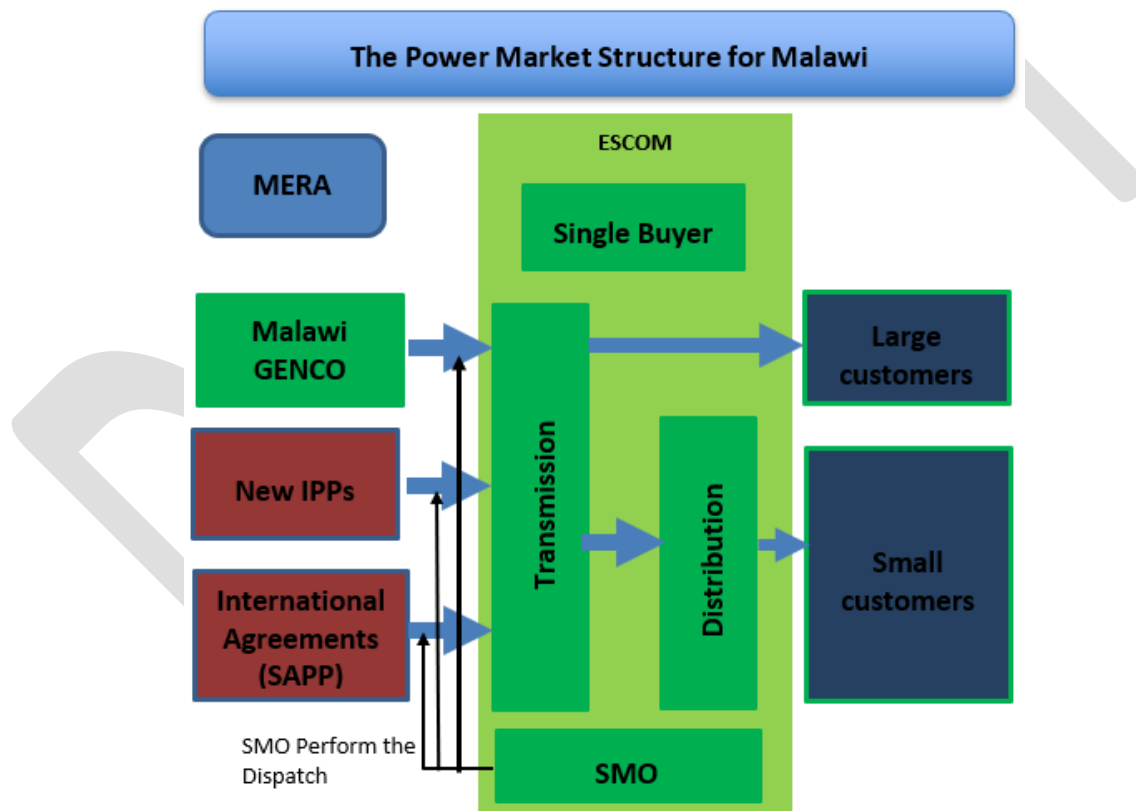 The Power Market Structure for Malawi
ESCOM
MERA
Single Buyer
Malawi
GENCO
Large
customers
New IPPs
Transmission
Distribution
International
Agreements
(SAPP)
Small
customers
SMO Perform the
Dispatch
SMO